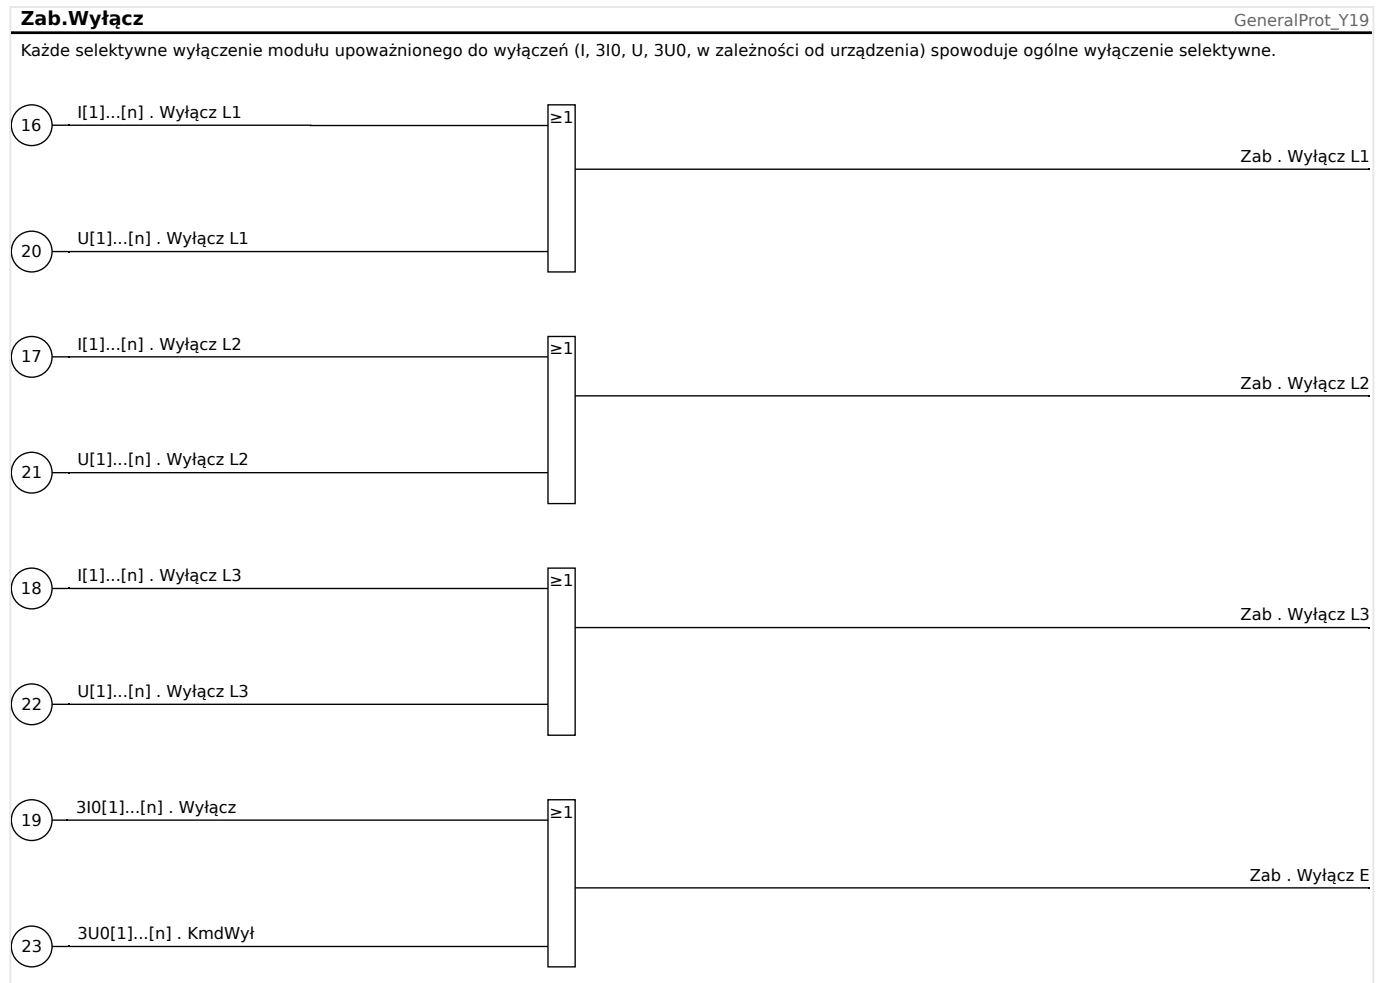 Zab.Wyłącz
GeneralProt_Y19
Każde selektywne wyłączenie modułu upoważnionego do wyłączeń (I, 3I0, U, 3U0, w zależności od urządzenia) spowoduje ogólne wyłączenie selektywne.
16
I[1]...[n] . Wyłącz L1
≥1
Zab . Wyłącz L1
20
U[1]...[n] . Wyłącz L1
17
I[1]...[n] . Wyłącz L2
≥1
Zab . Wyłącz L2
21
U[1]...[n] . Wyłącz L2
18
I[1]...[n] . Wyłącz L3
≥1
Zab . Wyłącz L3
22
U[1]...[n] . Wyłącz L3
19
3I0[1]...[n] . Wyłącz
≥1
Zab . Wyłącz E
23
3U0[1]...[n] . KmdWył